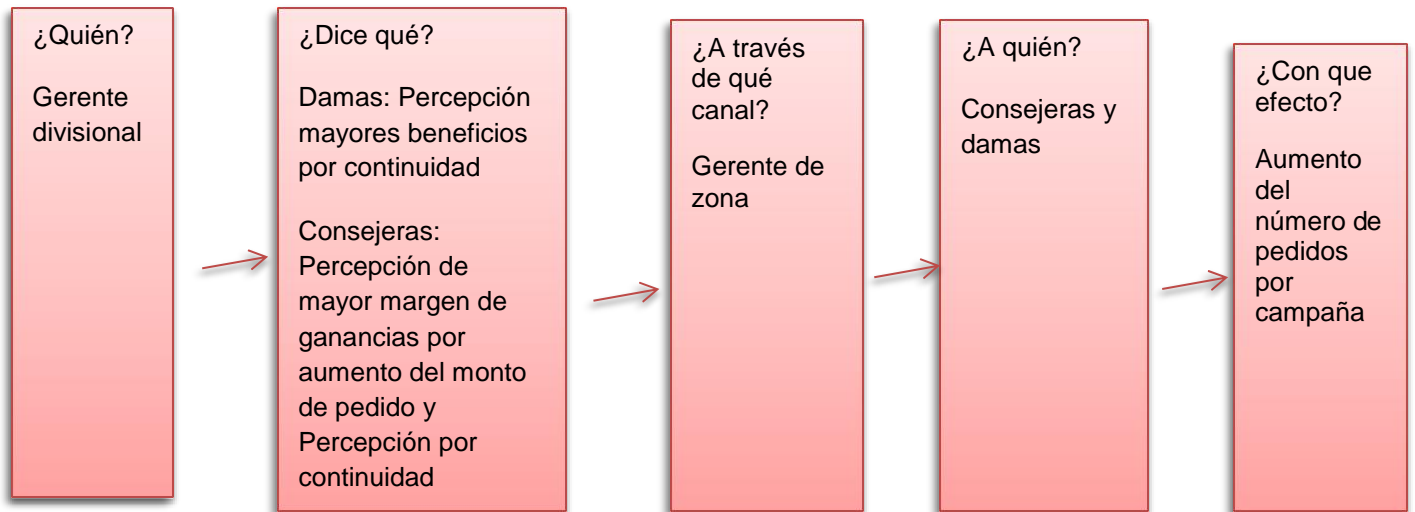 ¿Quién?
Gerente
divisional
¿Dice qué?
Damas: Percepción
mayores beneficios
por continuidad
Consejeras:
Percepción de
mayor margen de
ganancias por
aumento del monto
de pedido y
Percepción por
continuidad
¿A través
de qué
canal?
Gerente de
zona
¿A quién?
Consejeras y
damas
¿Con que
efecto?
Aumento
del
número de
pedidos
por
campaña